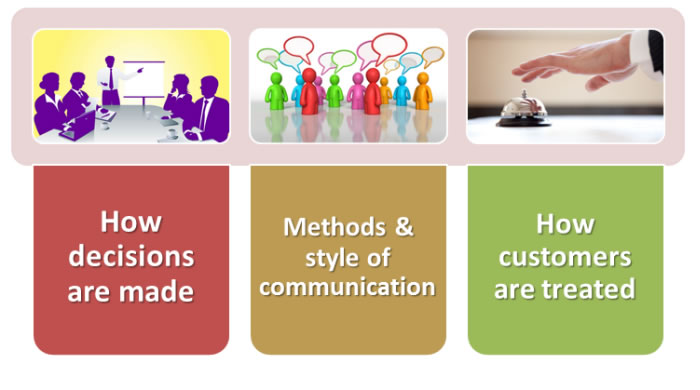 How
decisions
are made
Methods &
style of
communication
How
customers
are treated